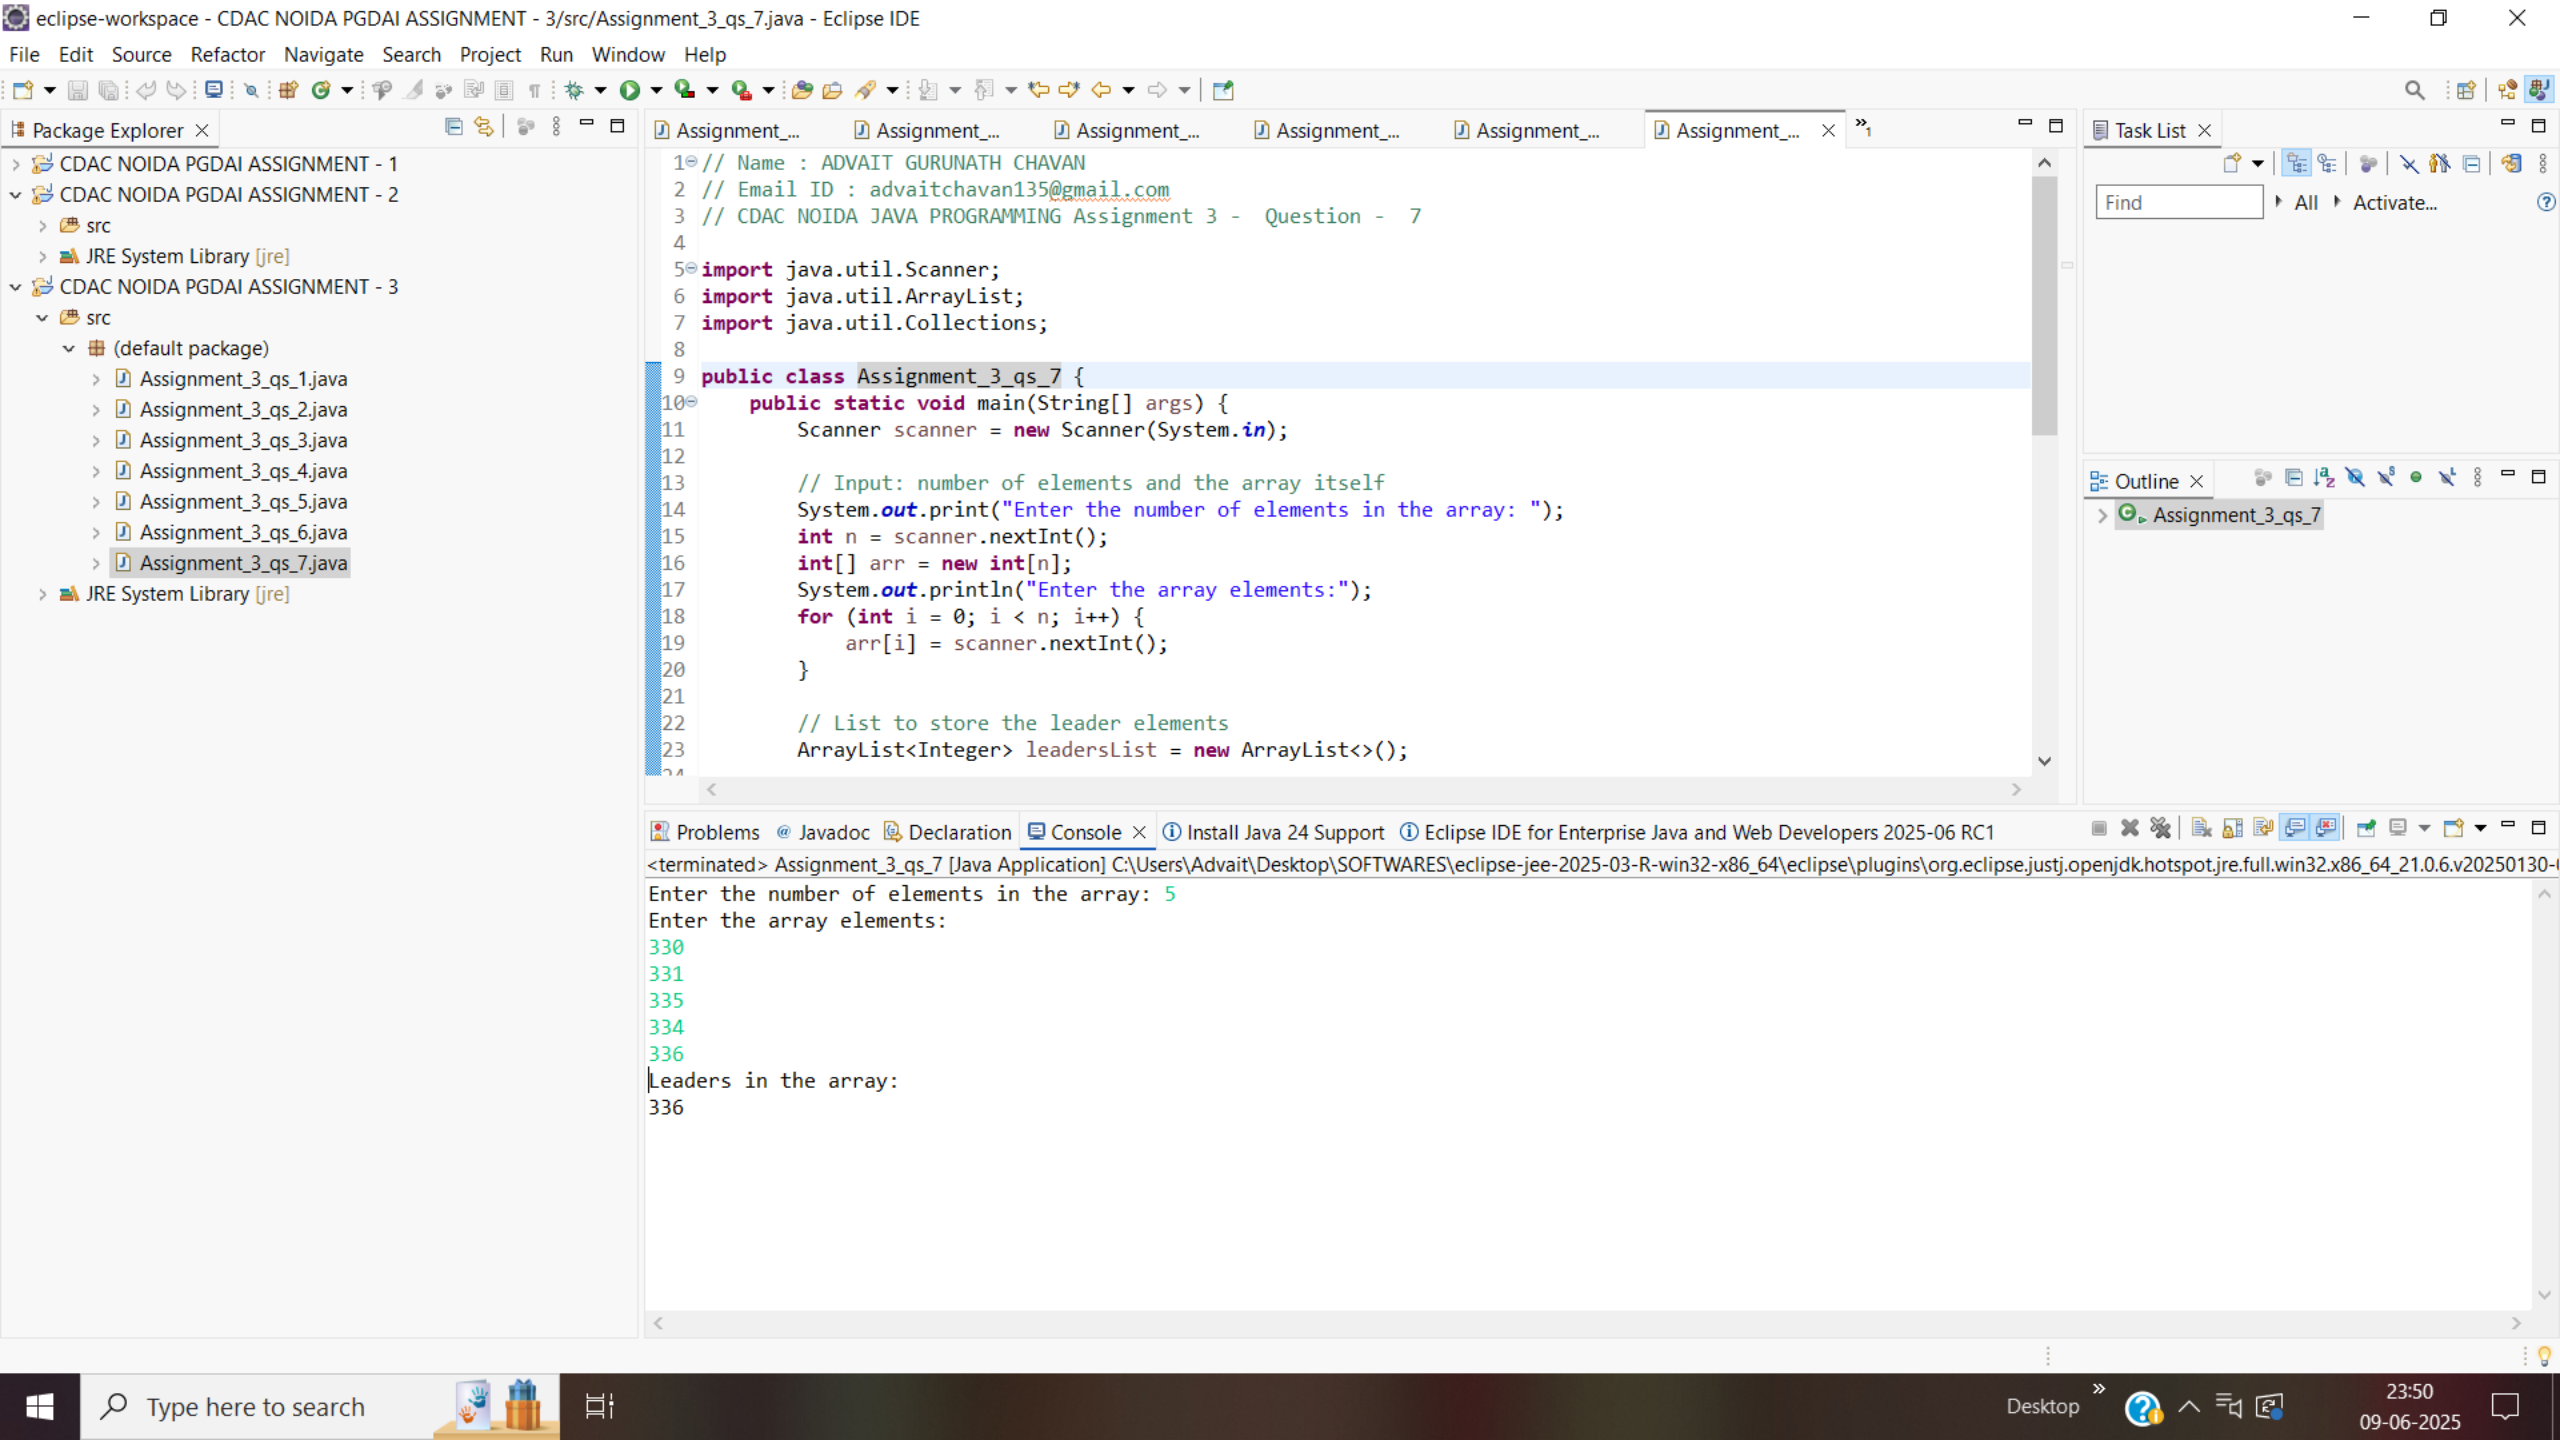 eclipse-workspace - CDAC NOIDA PGDAI ASSIGNMENT - 3/src/Assignment_3_qs_7.java - Eclipse IDE
File Edit Source Refactor Navigate Search Project Run Window Help
Package Explorer
CDAC NOIDA PGDAI ASSIGNMENT - 1
CDAC NOIDA PGDAI ASSIGNMENT - 2
src
JRE System Library [jre]
CDAC NOIDA PGDAI ASSIGNMENT - 3
src
(default package)
Assignment_3_qs_1.java
Assignment_3_qs_2.java
Assignment_3_qs_3.java
Assignment_3_qs_4.java
Assignment_3_qs_5.java
Assignment_3_qs_6.java
Assignment_3_qs_7.java
JRE System Library [jre]
Assignment_... Assignment_... Assignment_... Assignment_... Assignment_... Assignment_... »1
1 // Name : ADVAIT GURUNATH CHAVAN
2 // Email ID : advaitchavan135@gmail.com
3 // CDAC NOIDA JAVA PROGRAMMING Assignment 3 -  Question -  7
4
5 import java.util.Scanner;
6 import java.util.ArrayList;
7 import java.util.Collections;
8
9 public class Assignment_3_qs_7 {
10     public static void main(String[] args) {
11         Scanner scanner = new Scanner(System.in);
12
13         // Input: number of elements and the array itself
14         System.out.print("Enter the number of elements in the array: ");
15         int n = scanner.nextInt();
16         int[] arr = new int[n];
17         System.out.println("Enter the array elements:");
18         for (int i = 0; i < n; i++) {
19             arr[i] = scanner.nextInt();
20         }
21
22         // List to store the leader elements
23         ArrayList<Integer> leadersList = new ArrayList<>();
24
Task List
Find All Activate...
Outline
Assignment_3_qs_7
Problems @ Javadoc Declaration Console Install Java 24 Support Eclipse IDE for Enterprise Java and Web Developers 2025-06 RC1
<terminated> Assignment_3_qs_7 [Java Application] C:\Users\Advait\Desktop\SOFTWARES\eclipse-jee-2025-03-R-win32-x86_64\eclipse\plugins\org.eclipse.justj.openjdk.hotspot.jre.full.win32.x86_64_21.0.6.v20250130-
Enter the number of elements in the array: 5
Enter the array elements:
330
331
335
334
336
Leaders in the array:
336
Type here to search
Desktop »
23:50
09-06-2025